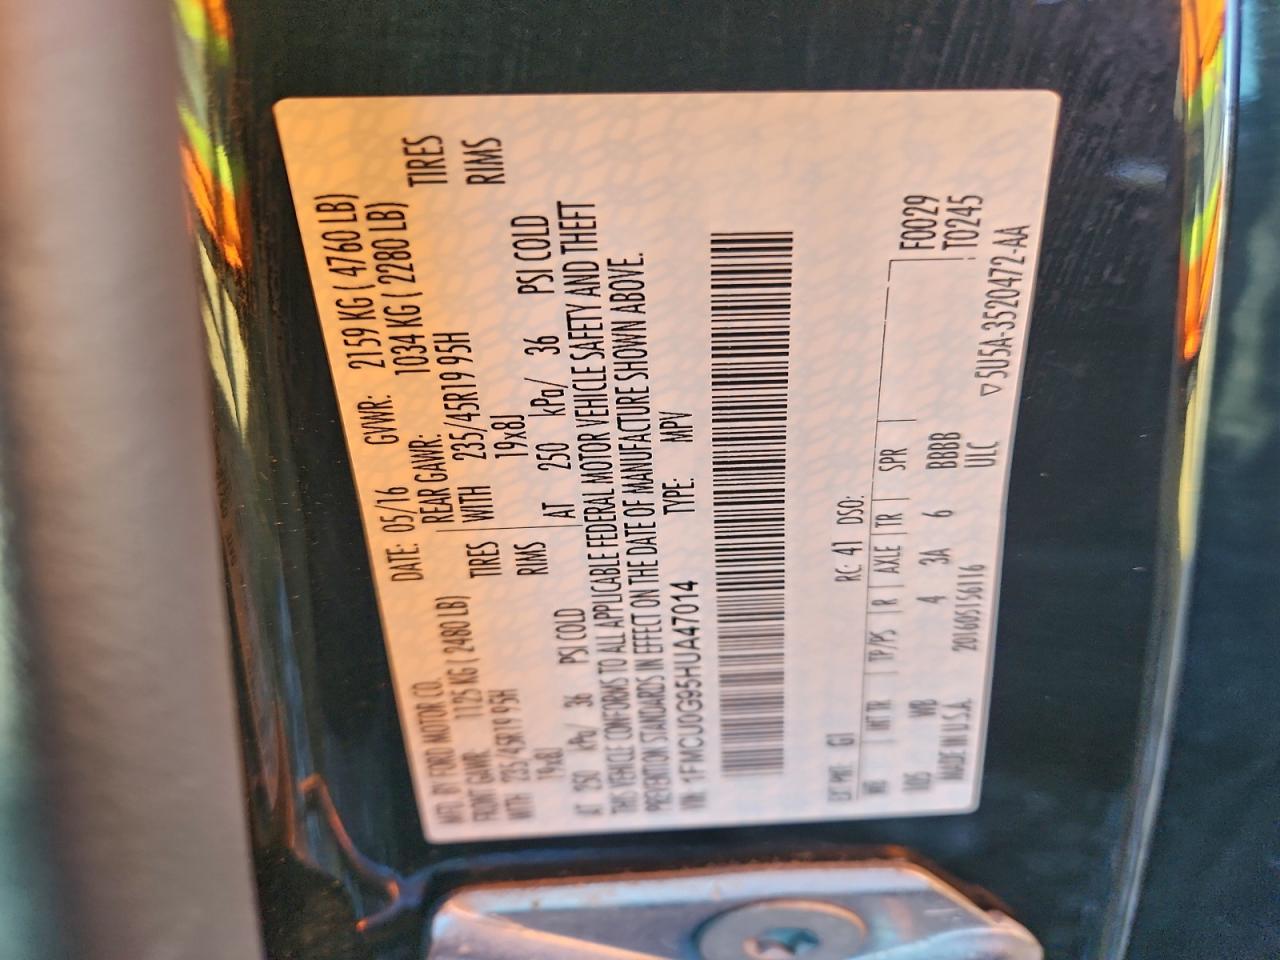 MFD. BY FORD MOTOR CO.
DATE: 05/16 GVWR: 2159 KG ( 4760 LB)
FRONT GAWR: 1125 KG ( 2480 LB) REAR GAWR: 1034 KG ( 2280 LB)
WITH 235/45R19 95H TIRES WITH 235/45R19 95H TIRES
19x8J RIMS 19x8J RIMS
AT 250 kPa/ 36 PSI COLD AT 250 kPa/ 36 PSI COLD
THIS VEHICLE CONFORMS TO ALL APPLICABLE FEDERAL MOTOR VEHICLE SAFETY AND THEFT
PREVENTION STANDARDS IN EFFECT ON THE DATE OF MANUFACTURE SHOWN ABOVE.
VIN: 1FMCU0G95HUA47014 TYPE: MPV
EXT PNT: G1 RC: 41 DSO:
WB INT TR TP/PS R AXLE TR SPR F0029
105 WB 4 3A 6 BBBB T0245
MADE IN U.S.A. 201605156116 ULC ▽5U5A-3520472-AA